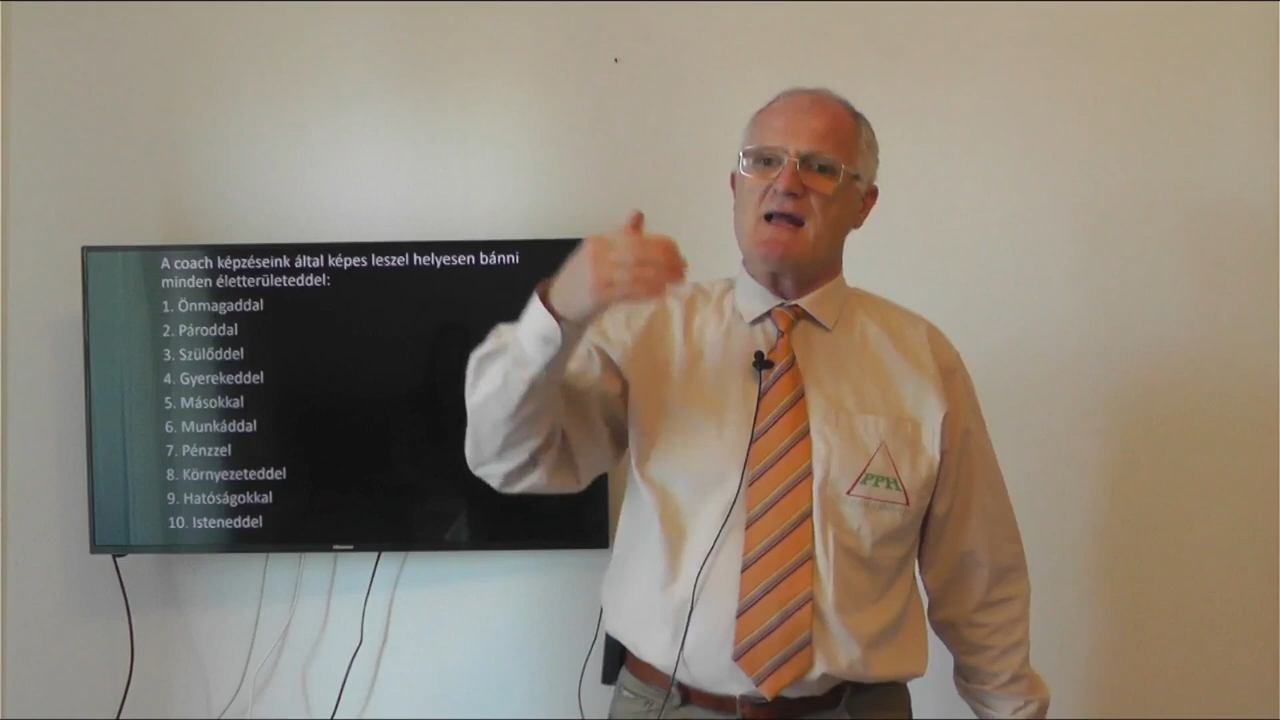 A coach képzéseink által képes leszel helyesen bánni
minden életterületeddel:
1. Önmagaddal
2. Pároddal
3. Szülőddel
4. Gyerekeddel
5. Másokkal
6. Munkáddal
7. Pénzzel
8. Környezeteddel
9. Hatóságokkal
10. Isteneddel
PPH